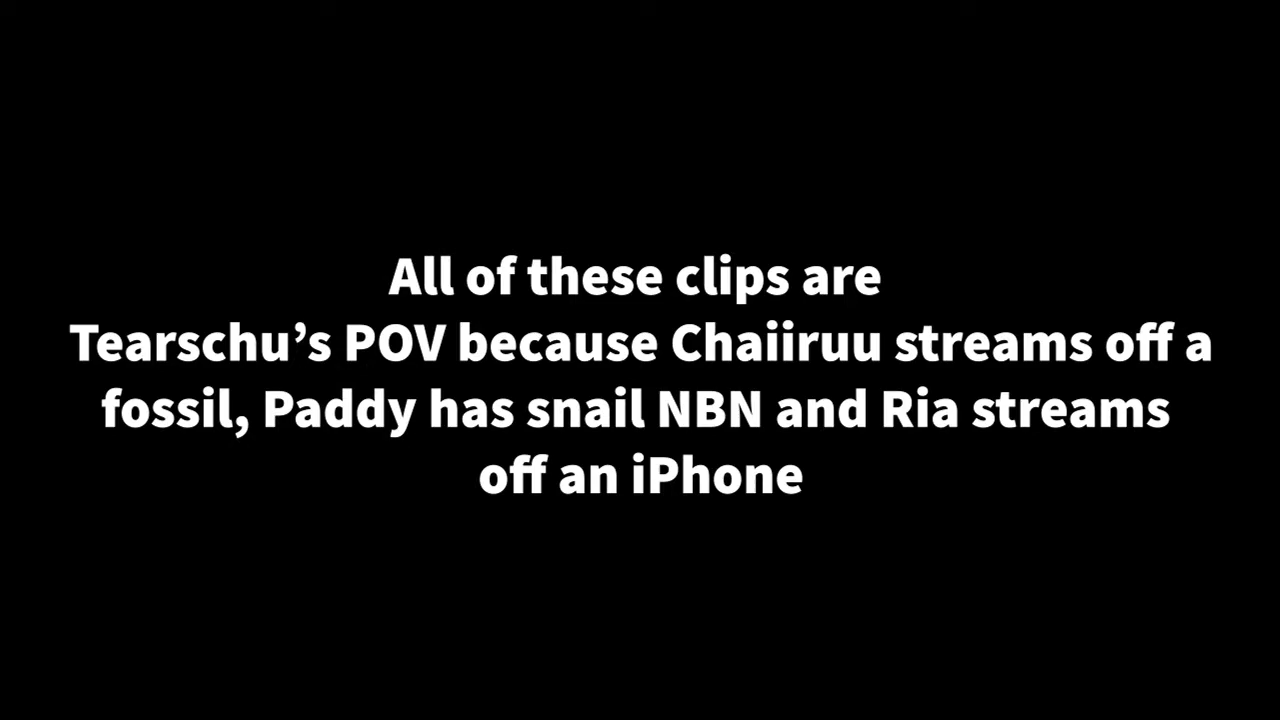 All of these clips are
Tearschu’s POV because Chaiiruu streams off a
fossil, Paddy has snail NBN and Ria streams
off an iPhone